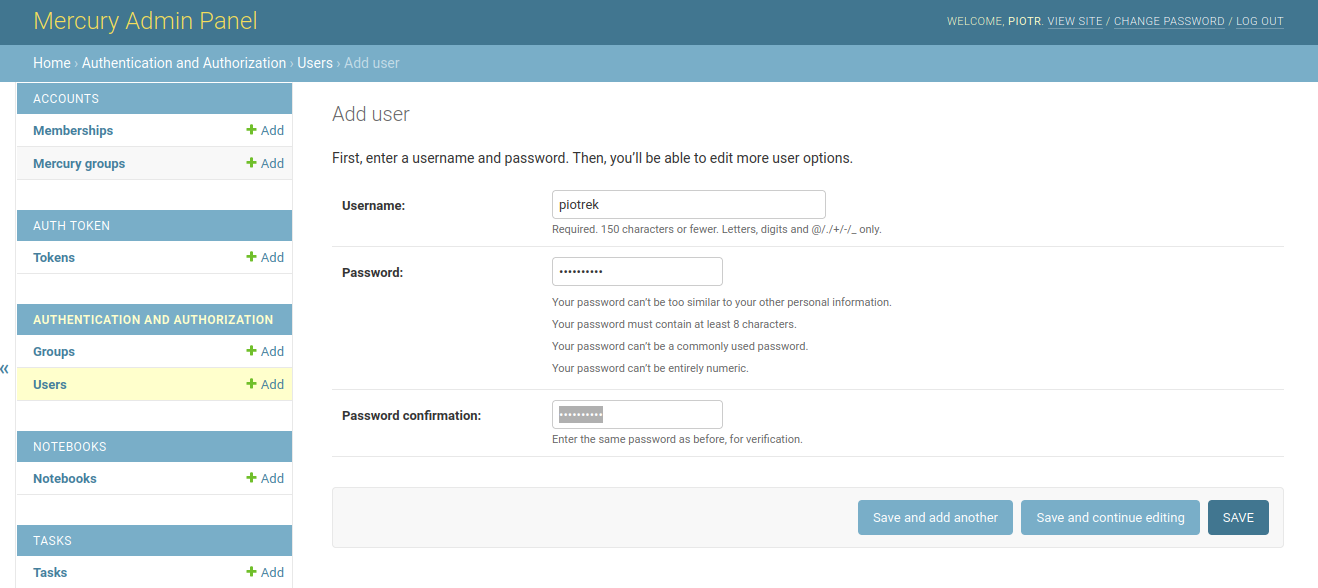 Mercury Admin Panel
WELCOME, PIOTR. VIEW SITE / CHANGE PASSWORD / LOG OUT
Home › Authentication and Authorization › Users › Add user
ACCOUNTS
Memberships + Add
Mercury groups + Add
AUTH TOKEN
Tokens + Add
AUTHENTICATION AND AUTHORIZATION
Groups + Add
Users + Add
NOTEBOOKS
Notebooks + Add
TASKS
Tasks + Add
«
Add user
First, enter a username and password. Then, you’ll be able to edit more user options.
Username: piotrek
Required. 150 characters or fewer. Letters, digits and @/./+/-/_ only.
Password: ••••••••••
Your password can’t be too similar to your other personal information.
Your password must contain at least 8 characters.
Your password can’t be a commonly used password.
Your password can’t be entirely numeric.
Password confirmation: ••••••••••
Enter the same password as before, for verification.
Save and add another Save and continue editing SAVE